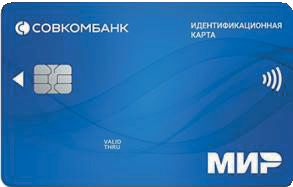 СОВКОМБАНК
ИДЕНТИФИКАЦИОННАЯ
КАРТА
VALID
THRU
МИР